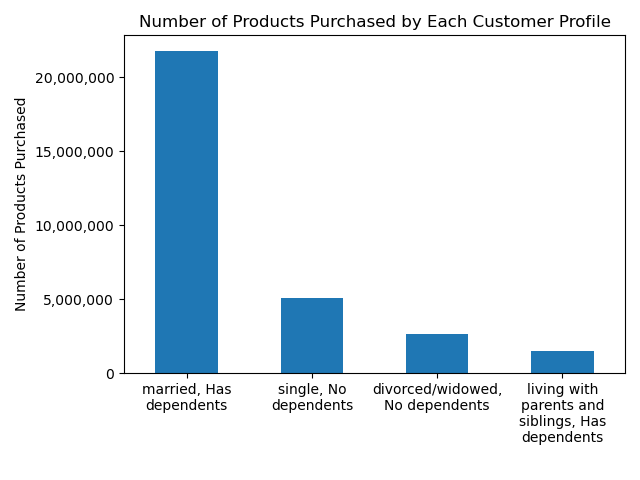 Number of Products Purchased by Each Customer Profile
Number of Products Purchased
20,000,000
15,000,000
10,000,000
5,000,000
0
married, Has
dependents
single, No
dependents
divorced/widowed,
No dependents
living with
parents and
siblings, Has
dependents